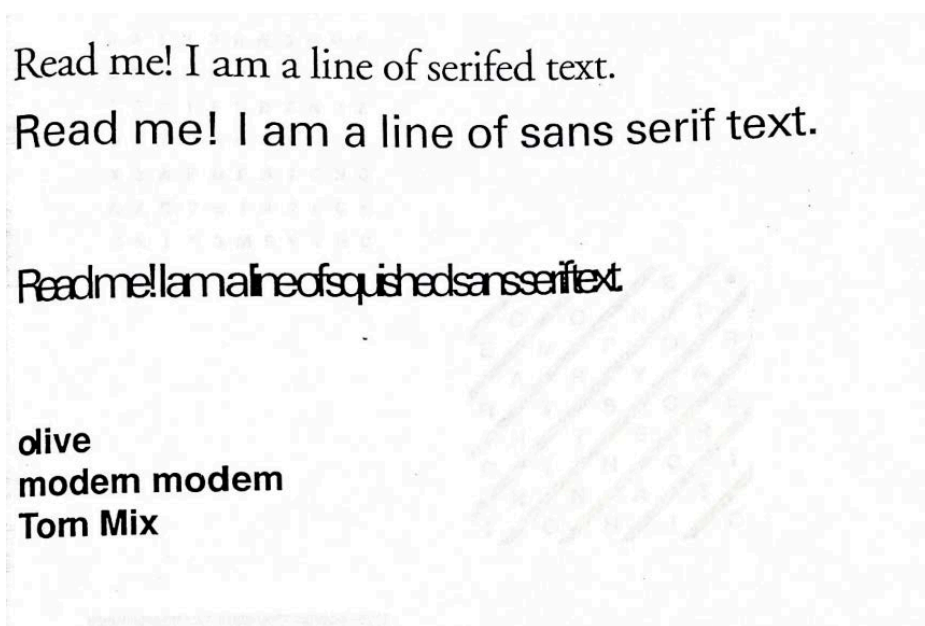 Read me! I am a line of serifed text.
Read me! I am a line of sans serif text.
Readme!Iamalineofsquishedsansseriftext.
olive
modem modem
Tom Mix